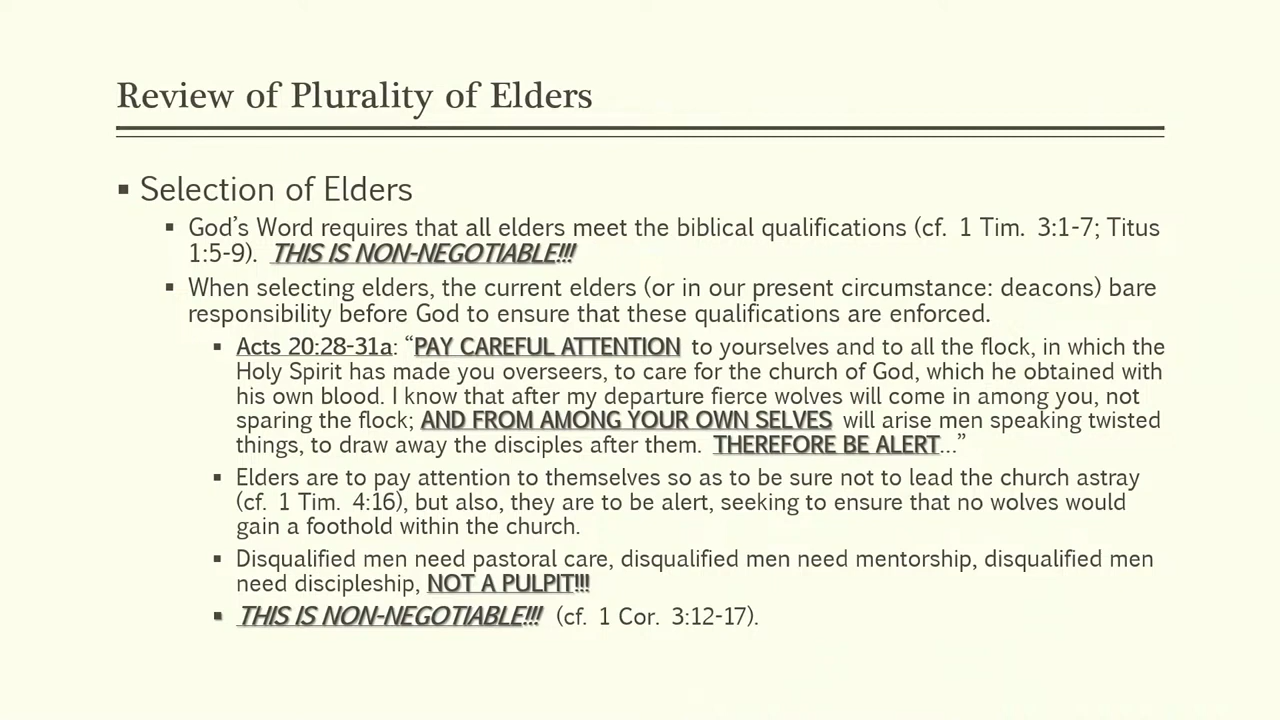 Review of Plurality of Elders
▪ Selection of Elders
▪ God’s Word requires that all elders meet the biblical qualifications (cf. 1 Tim. 3:1-7; Titus
1:5-9). THIS IS NON-NEGOTIABLE!!!
▪ When selecting elders, the current elders (or in our present circumstance: deacons) bare
responsibility before God to ensure that these qualifications are enforced.
▪ Acts 20:28-31a: “PAY CAREFUL ATTENTION to yourselves and to all the flock, in which the
Holy Spirit has made you overseers, to care for the church of God, which he obtained with
his own blood. I know that after my departure fierce wolves will come in among you, not
sparing the flock; AND FROM AMONG YOUR OWN SELVES will arise men speaking twisted
things, to draw away the disciples after them. THEREFORE BE ALERT...”
▪ Elders are to pay attention to themselves so as to be sure not to lead the church astray
(cf. 1 Tim. 4:16), but also, they are to be alert, seeking to ensure that no wolves would
gain a foothold within the church.
▪ Disqualified men need pastoral care, disqualified men need mentorship, disqualified men
need discipleship, NOT A PULPIT!!!
▪ THIS IS NON-NEGOTIABLE!!! (cf. 1 Cor. 3:12-17).